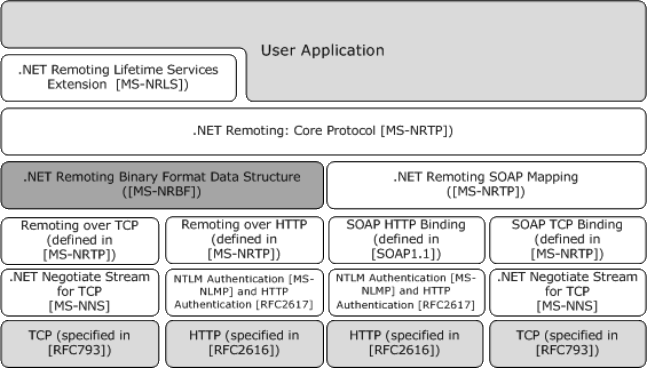 User Application
.NET Remoting Lifetime Services
Extension [MS-NRLS])
.NET Remoting: Core Protocol [MS-NRTP])
.NET Remoting Binary Format Data Structure
([MS-NRBF])
.NET Remoting SOAP Mapping
([MS-NRTP])
Remoting over TCP
(defined in
[MS-NRTP])
Remoting over HTTP
(defined in
[MS-NRTP])
SOAP HTTP Binding
(defined in
[SOAP1.1])
SOAP TCP Binding
(defined in
[MS-NRTP])
.NET Negotiate Stream
for TCP
[MS-NNS]
NTLM Authentication [MS-
NLMP] and HTTP
Authentication [RFC2617]
NTLM Authentication [MS-
NLMP] and HTTP
Authentication [RFC2617]
.NET Negotiate Stream
for TCP
[MS-NNS]
TCP (specified in
[RFC793])
HTTP (specified in
[RFC2616])
HTTP (specified in
[RFC2616])
TCP (specified in
[RFC793])